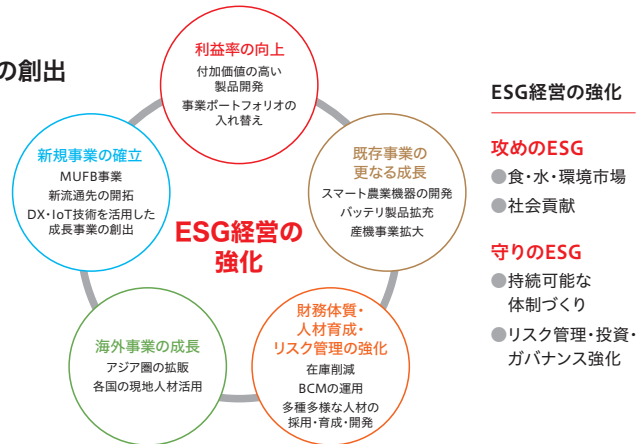 の創出
利益率の向上
付加価値の高い
製品開発
事業ポートフォリオの
入れ替え
新規事業の確立
MUFB事業
新流通先の開拓
DX・IoT技術を活用した
成長事業の創出
既存事業の
更なる成長
スマート農業機器の開発
バッテリ製品拡充
産機事業拡大
ESG経営の
強化
海外事業の成長
アジア圏の拡販
各国の現地人材活用
財務体質・
人材育成・
リスク管理の強化
在庫削減
BCMの運用
多種多様な人材の
採用・育成・開発
ESG経営の強化
攻めのESG
●食・水・環境市場
●社会貢献
守りのESG
●持続可能な
体制づくり
●リスク管理・投資・
ガバナンス強化